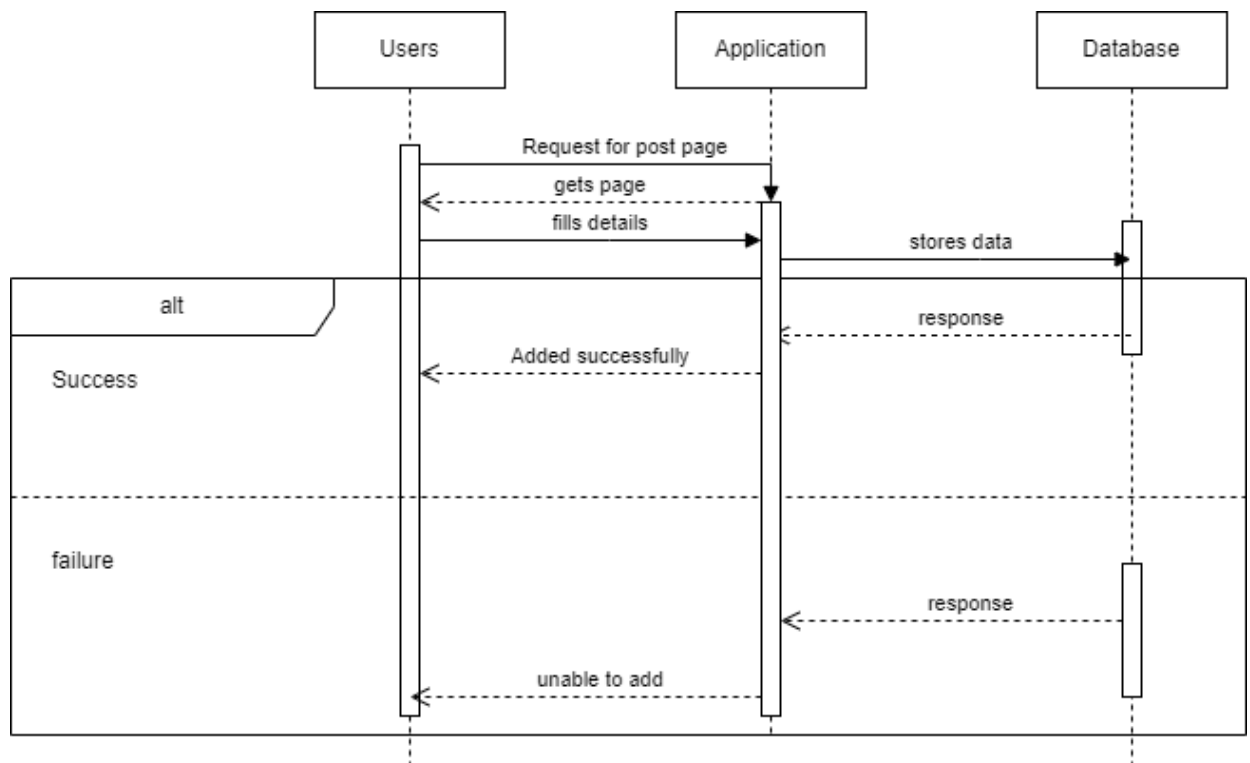 Users
Application
Database
Request for post page
gets page
fills details
stores data
alt
response
Added successfully
Success
failure
response
unable to add